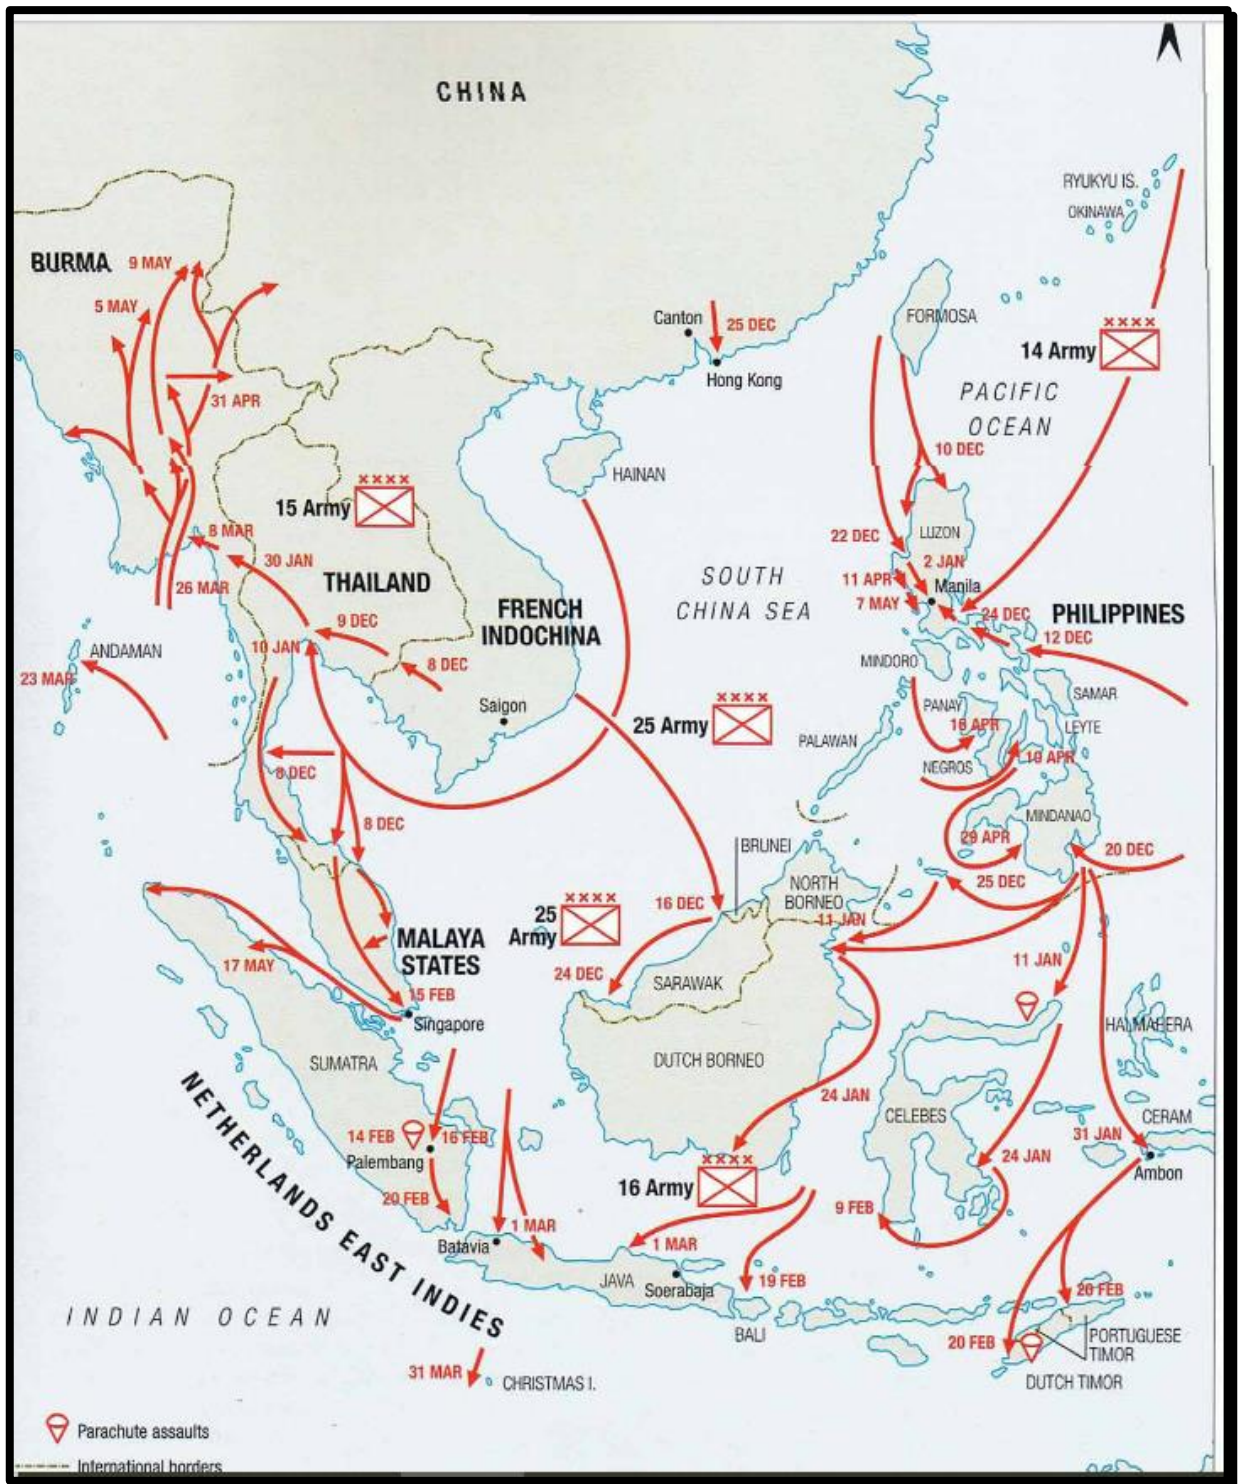 CHINA
RYUKYU IS.
OKINAWA
BURMA
9 MAY
5 MAY
FORMOSA
Canton
25 DEC
Hong Kong
xxxx
14 Army
PACIFIC
OCEAN
31 APR
10 DEC
HAINAN
xxxx
15 Army
8 MAR
30 JAN
LUZON
22 DEC
2 JAN
THAILAND
26 MAR
SOUTH
CHINA SEA
11 APR
Manila
7 MAY
FRENCH
INDOCHINA
9 DEC
24 DEC
PHILIPPINES
12 DEC
10 JAN
ANDAMAN
8 DEC
MINDORO
23 MAR
SAMAR
Saigon
PANAY
xxxx
25 Army
16 APR
LEYTE
PALAWAN
10 APR
8 DEC
NEGROS
8 DEC
MINDANAO
29 APR
BRUNEI
20 DEC
25 DEC
NORTH
BORNEO
xxxx
25
Army
16 DEC
11 JAN
MALAYA
STATES
11 JAN
17 MAY
24 DEC
SARAWAK
15 FEB
Singapore
HALMAHERA
SUMATRA
DUTCH BORNEO
NETHERLANDS EAST INDIES
24 JAN
CELEBES
CERAM
14 FEB
16 FEB
31 JAN
Palembang
24 JAN
Ambon
xxxx
16 Army
20 FEB
9 FEB
1 MAR
Batavia
1 MAR
JAVA
Soerabaja
19 FEB
20 FEB
INDIAN OCEAN
BALI
20 FEB
PORTUGUESE
TIMOR
31 MAR
CHRISTMAS I.
DUTCH TIMOR
Parachute assaults
International borders